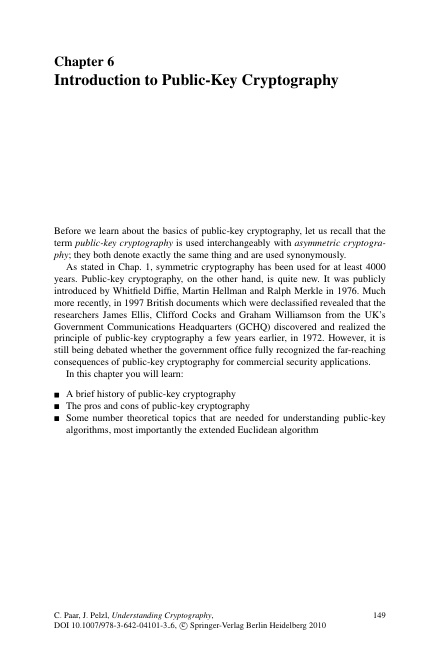 Chapter 6
Introduction to Public-Key Cryptography
Before we learn about the basics of public-key cryptography, let us recall that the
term public-key cryptography is used interchangeably with asymmetric cryptogra-
phy; they both denote exactly the same thing and are used synonymously.
As stated in Chap. 1, symmetric cryptography has been used for at least 4000
years. Public-key cryptography, on the other hand, is quite new. It was publicly
introduced by Whitfield Diffie, Martin Hellman and Ralph Merkle in 1976. Much
more recently, in 1997 British documents which were declassified revealed that the
researchers James Ellis, Clifford Cocks and Graham Williamson from the UK's
Government Communications Headquarters (GCHQ) discovered and realized the
principle of public-key cryptography a few years earlier, in 1972. However, it is
still being debated whether the government office fully recognized the far-reaching
consequences of public-key cryptography for commercial security applications.
In this chapter you will learn:
■ A brief history of public-key cryptography
■ The pros and cons of public-key cryptography
■ Some number theoretical topics that are needed for understanding public-key
algorithms, most importantly the extended Euclidean algorithm
C. Paar, J. Pelzl, Understanding Cryptography, 149
DOI 10.1007/978-3-642-04101-3_6, © Springer-Verlag Berlin Heidelberg 2010